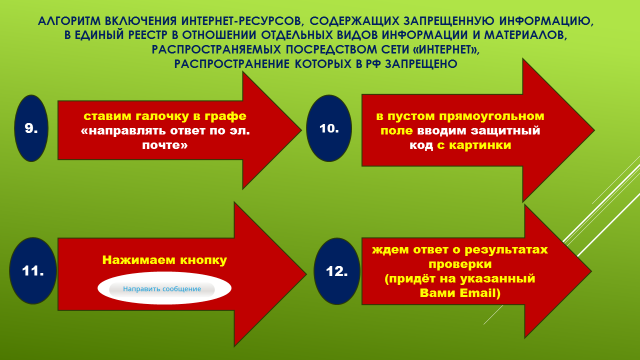 АЛГОРИТМ ВКЛЮЧЕНИЯ ИНТЕРНЕТ-РЕСУРСОВ, СОДЕРЖАЩИХ ЗАПРЕЩЕННУЮ ИНФОРМАЦИЮ,
В ЕДИНЫЙ РЕЕСТР В ОТНОШЕНИИ ОТДЕЛЬНЫХ ВИДОВ ИНФОРМАЦИИ И МАТЕРИАЛОВ,
РАСПРОСТРАНЯЕМЫХ ПОСРЕДСТВОМ СЕТИ «ИНТЕРНЕТ»,
РАСПРОСТРАНЕНИЕ КОТОРЫХ В РФ ЗАПРЕЩЕНО
9.
ставим галочку в графе
«направлять ответ по эл.
почте»
10.
в пустом прямоугольном
поле вводим защитный
код с картинки
11.
Нажимаем кнопку
Направить сообщение
12.
ждем ответ о результатах
проверки
(придёт на указанный
Вами Email)